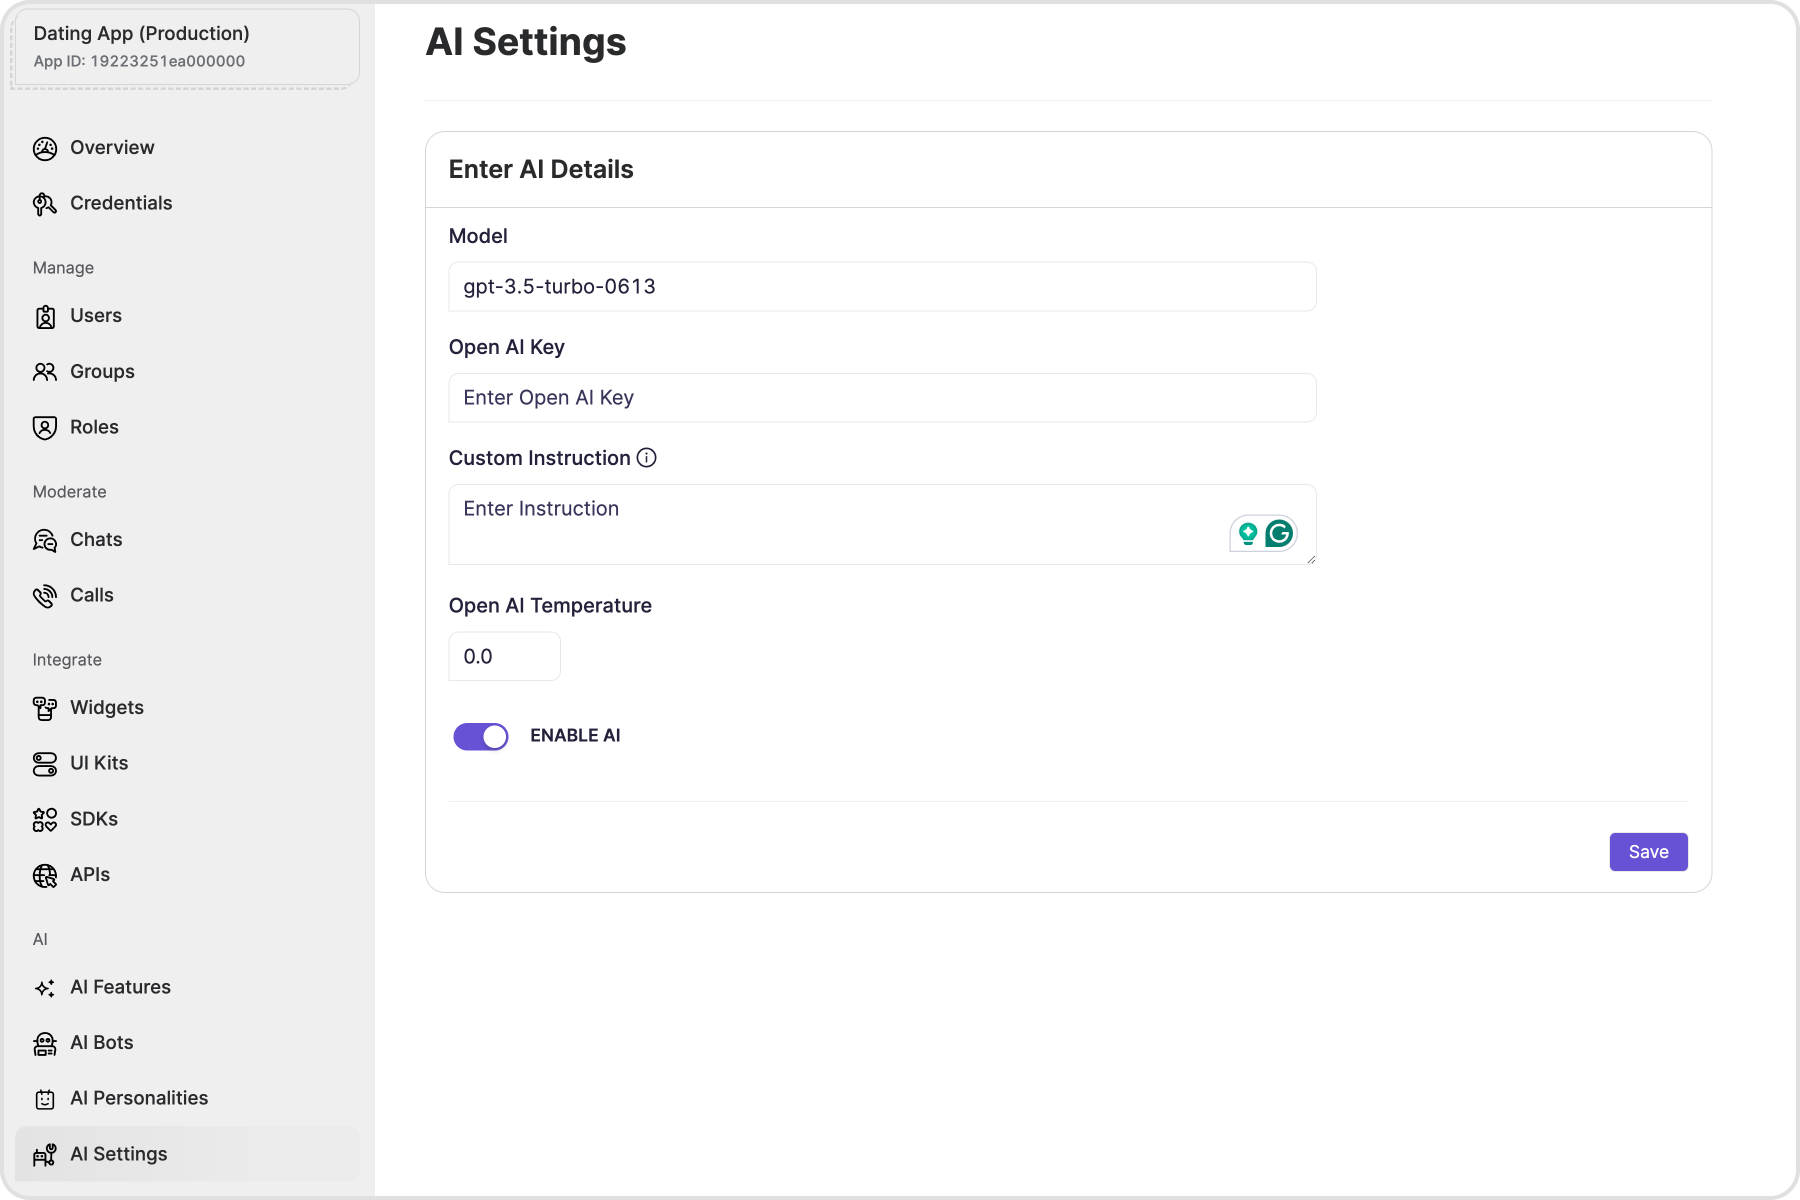 Dating App (Production)
App ID: 19223251ea000000
Overview
Credentials
Manage
Users
Groups
Roles
Moderate
Chats
Calls
Integrate
Widgets
UI Kits
SDKs
APIs
AI
AI Features
AI Bots
AI Personalities
AI Settings
AI Settings
Enter AI Details
Model
gpt-3.5-turbo-0613
Open AI Key
Enter Open AI Key
Custom Instruction
Enter Instruction
Open AI Temperature
0.0
ENABLE AI
Save